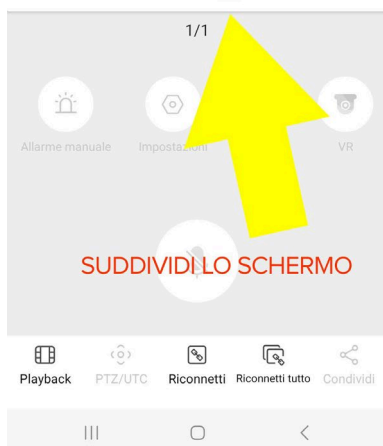 1/1
Allarme manuale Impostazioni VR
SUDDIVIDI LO SCHERMO
Playback PTZ/UTC Riconnetti Riconnetti tutto Condividi